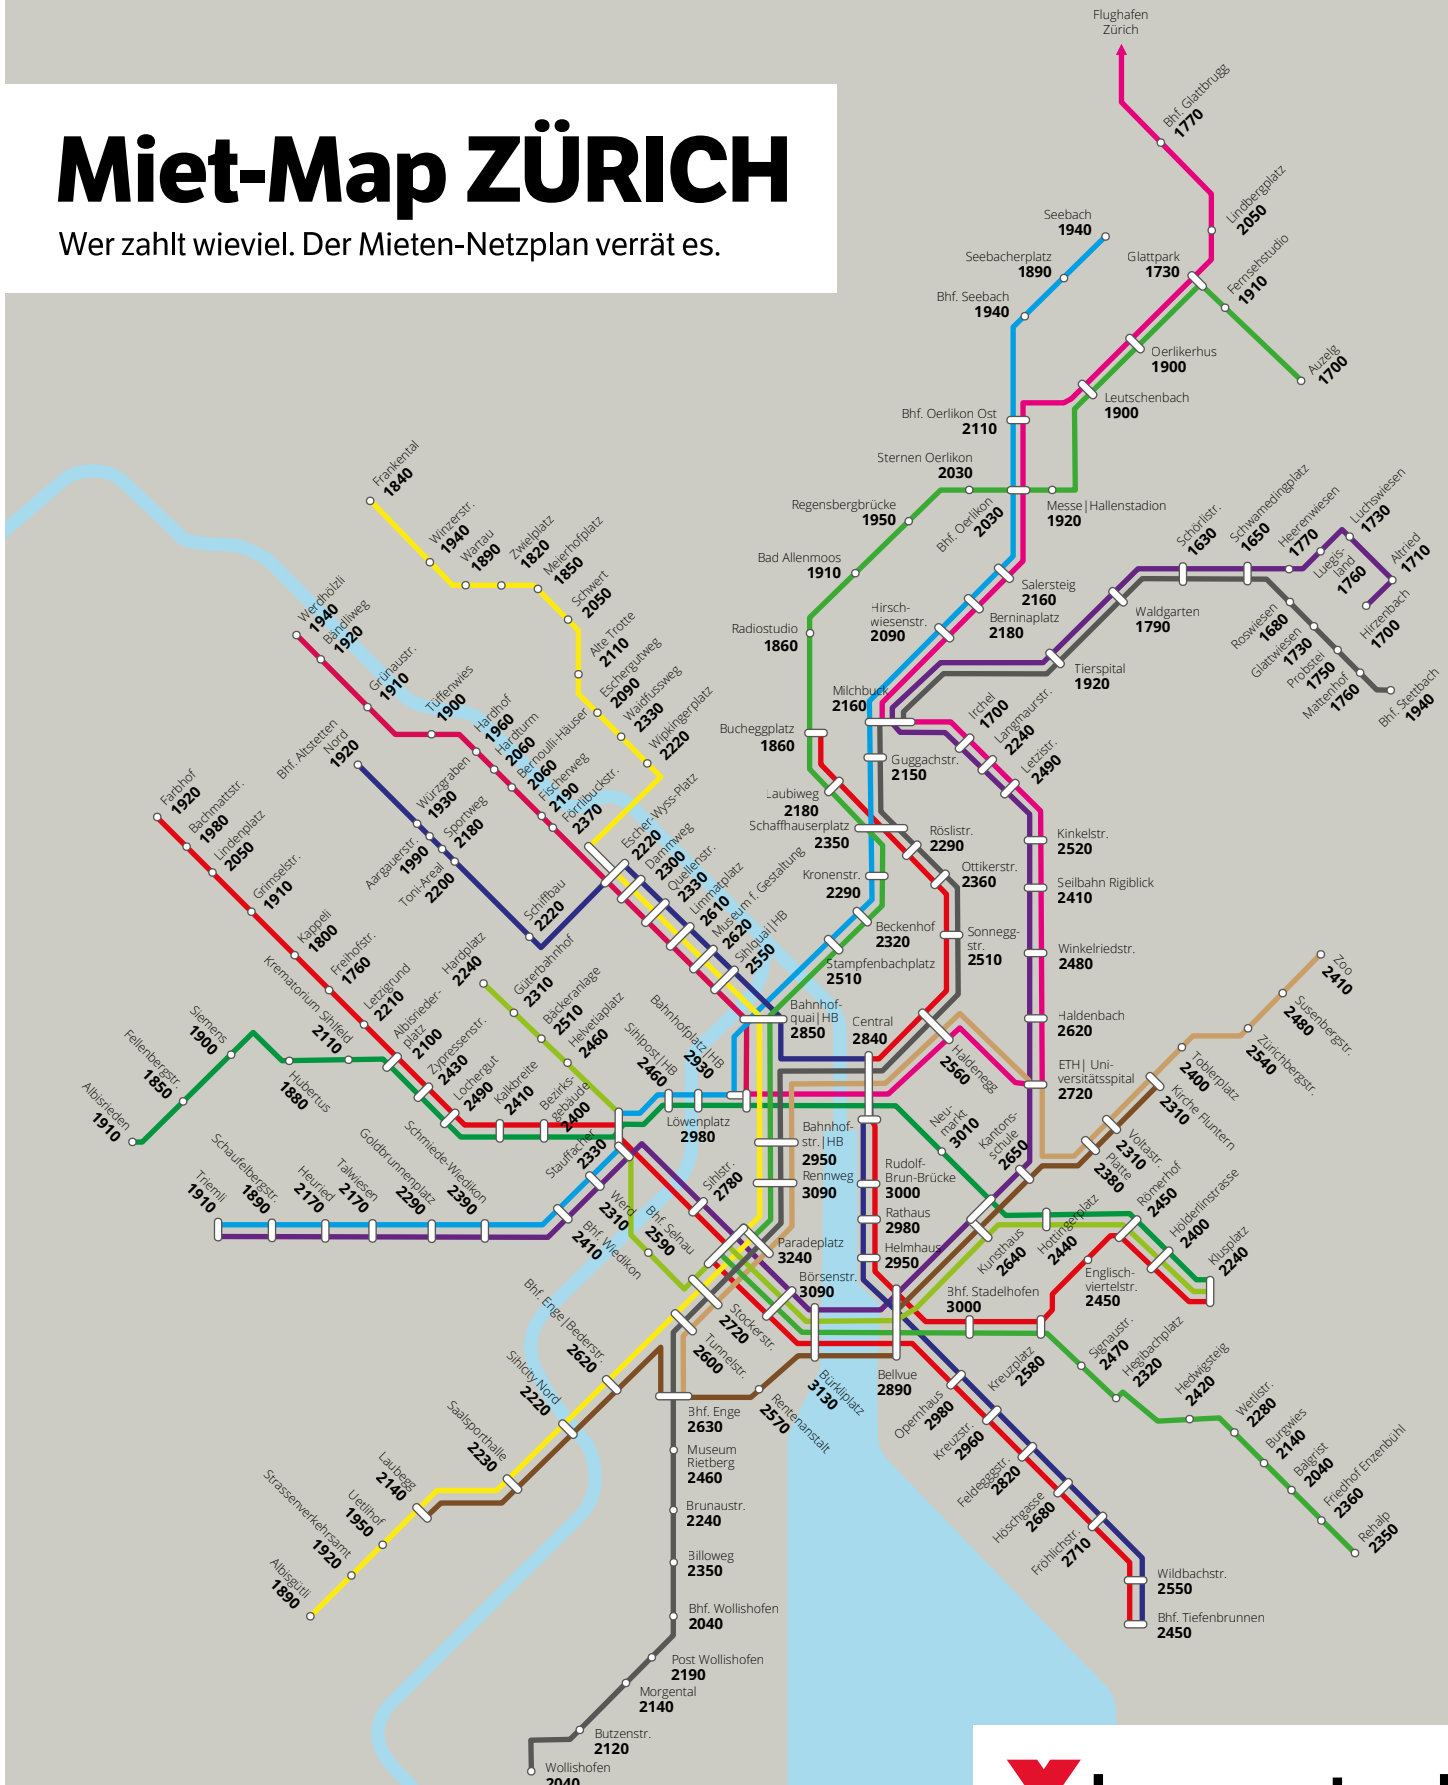 Flughafen
Zürich
Bhf. Glattbrugg
1770
Lindbergplatz
2050
Miet-Map ZÜRICH
Wer zahlt wieviel. Der Mieten-Netzplan verrät es.
Seebach
1940
Seebacherplatz
1890
Bhf. Seebach
1940
Glattpark
1730
Fernsehstudio
1910
Oerlikerhus
1900
Auzelg
1700
Leutschenbach
1900
Bhf. Oerlikon Ost
2110
Sternen Oerlikon
2030
Regensbergbrücke
1950
Bhf. Oerlikon
2030
Messe|Hallenstadion
1920
Bad Allenmoos
1910
Radiostudio
1860
Bucheggplatz
1860
Salersteig
2160
Berninaplatz
2180
Hirsch-
wiesenstr.
2090
Milchbuck
2160
Schörlistr.
1630
Schwamedingplatz
1650
Heerenwiesen
1770
Luegis-
land
1760
Luchswiesen
1730
Altried
1710
Hirzenbach
1700
Waldgarten
1790
Tierspital
1920
Roswiesen
1680
Glattwiesen
1730
Probstei
1750
Mattenhof
1760
Bhf. Stettbach
1940
Frankental
1840
Winzerstr.
1940
Wartau
1890
Zwielplatz
1820
Meierhofplatz
1850
Schwert
2050
Alte Trotte
2110
Eschergutweg
2090
Waidfussweg
2330
Wipkingerplatz
2220
Werdhölzli
1940
Bändliweg
1920
Grünaustr.
1910
Tüffenwies
1900
Hardhof
1960
Hardturm
2060
Bernoulli-Häuser
2060
Fischerweg
2190
Förrlibuckstr.
2370
Escher-Wyss-Platz
2220
Dammweg
2300
Quellenstr.
2330
Limmatplatz
2610
Museum f. Gestaltung
2620
Sihlquai|HB
2550
Bhf. Altstetten
Nord
1920
Würzgraben
1930
Aargauerstr.
1990
Sportweg
2180
Toni-Areal
2200
Schiffbau
2220
Farbhof
1920
Bachmattstr.
1980
Lindenplatz
2050
Grimselstr.
1910
Kappeli
1800
Freihofstr.
1760
Letzigrund
2210
Albisrieder-
platz
2100
Zypressenstr.
2430
Lochergut
2490
Kalkbreite
2410
Bezirks-
gebäude
2400
Krematorium Sihlfeld
2110
Hubertus
1880
Siemens
1900
Fellenbergstr.
1850
Albisrieden
1910
Hardplatz
2240
Güterbahnhof
2310
Bäckeranlage
2510
Helvetiaplatz
2460
Irchel
1700
Langmaurstr.
2240
Letzistr.
2490
Guggachstr.
2150
Laubiweg
2180
Schaffhauserplatz
2350
Röslistr.
2290
Ottikerstr.
2360
Kronenstr.
2290
Beckenhof
2320
Sonnegg-
str.
2510
Stampfenbachplatz
2510
Kinkelstr.
2520
Seilbahn Rigiblick
2410
Winkelriedstr.
2480
Haldenbach
2620
ETH| Uni-
versitätsspital
2720
Bahnhof-
quai|HB
2850
Central
2840
Haldenegg
2560
Bahnhofplatz|HB
2930
Sihlpost|HB
2460
Löwenplatz
2980
Bahnhof-
str.|HB
2950
Rennweg
3090
Neu-
markt
3010
Kantons-
schule
2650
Rudolf-
Brun-Brücke
3000
Rathaus
2980
Helmhaus
2950
Zoo
2410
Susenbergstr.
2480
Zürichbergstr.
2540
Toblerplatz
2400
Kirche Fluntern
2310
Voltastr.
2310
Platte
2380
Römerhof
2450
Hölderlinstrasse
2400
Klusplatz
2240
Hottingerplatz
2440
Kunsthaus
2640
Englisch-
viertelstr.
2450
Triemli
1910
Schaufelbergstr.
1890
Heuried
2170
Talwiesen
2170
Goldbrunnenplatz
2290
Schmiede-Wiedikon
2390
Stauffacher
2330
Werd
2310
Bhf. Wiedikon
2410
Sihlstr.
2780
Bhf. Selnau
2590
Paradeplatz
3240
Börsenstr.
3090
Stockerstr.
2720
Tunnelstr.
2600
Bhf. Stadelhofen
3000
Bürkliplatz
3130
Bellvue
2890
Rentenanstalt
2570
Kreuzplatz
2580
Signaustr.
2470
Hegibachplatz
2320
Hedwigsteig
2420
Wetlistr.
2280
Burgwies
2140
Balgrist
2040
Friedhof Enzenbühl
2360
Rehalp
2350
Opernhaus
2980
Kreuzstr.
2960
Feldegggstr.
2820
Höschgasse
2680
Fröhlichstr.
2710
Wildbachstr.
2550
Bhf. Tiefenbrunnen
2450
Bhf. Enge|Bederstr.
2620
Sihlcity Nord
2220
Saalsporthalle
2230
Laubegg
2140
Uetlihof
1950
Strassenverkehrsamt
1920
Albisgütli
1890
Bhf. Enge
2630
Museum
Rietberg
2460
Brunaustr.
2240
Billoweg
2350
Bhf. Wollishofen
2040
Post Wollishofen
2190
Morgental
2140
Butzenstr.
2120
Wollishofen
2040